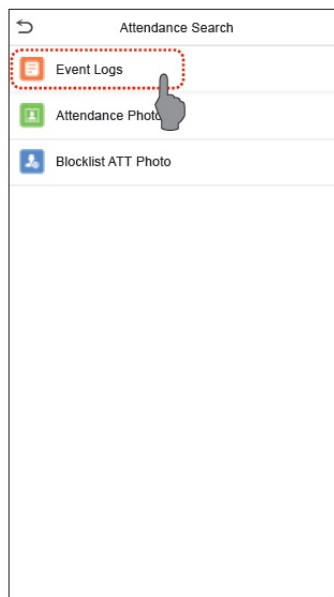 Attendance Search
Event Logs
Attendance Photo
Blocklist ATT Photo